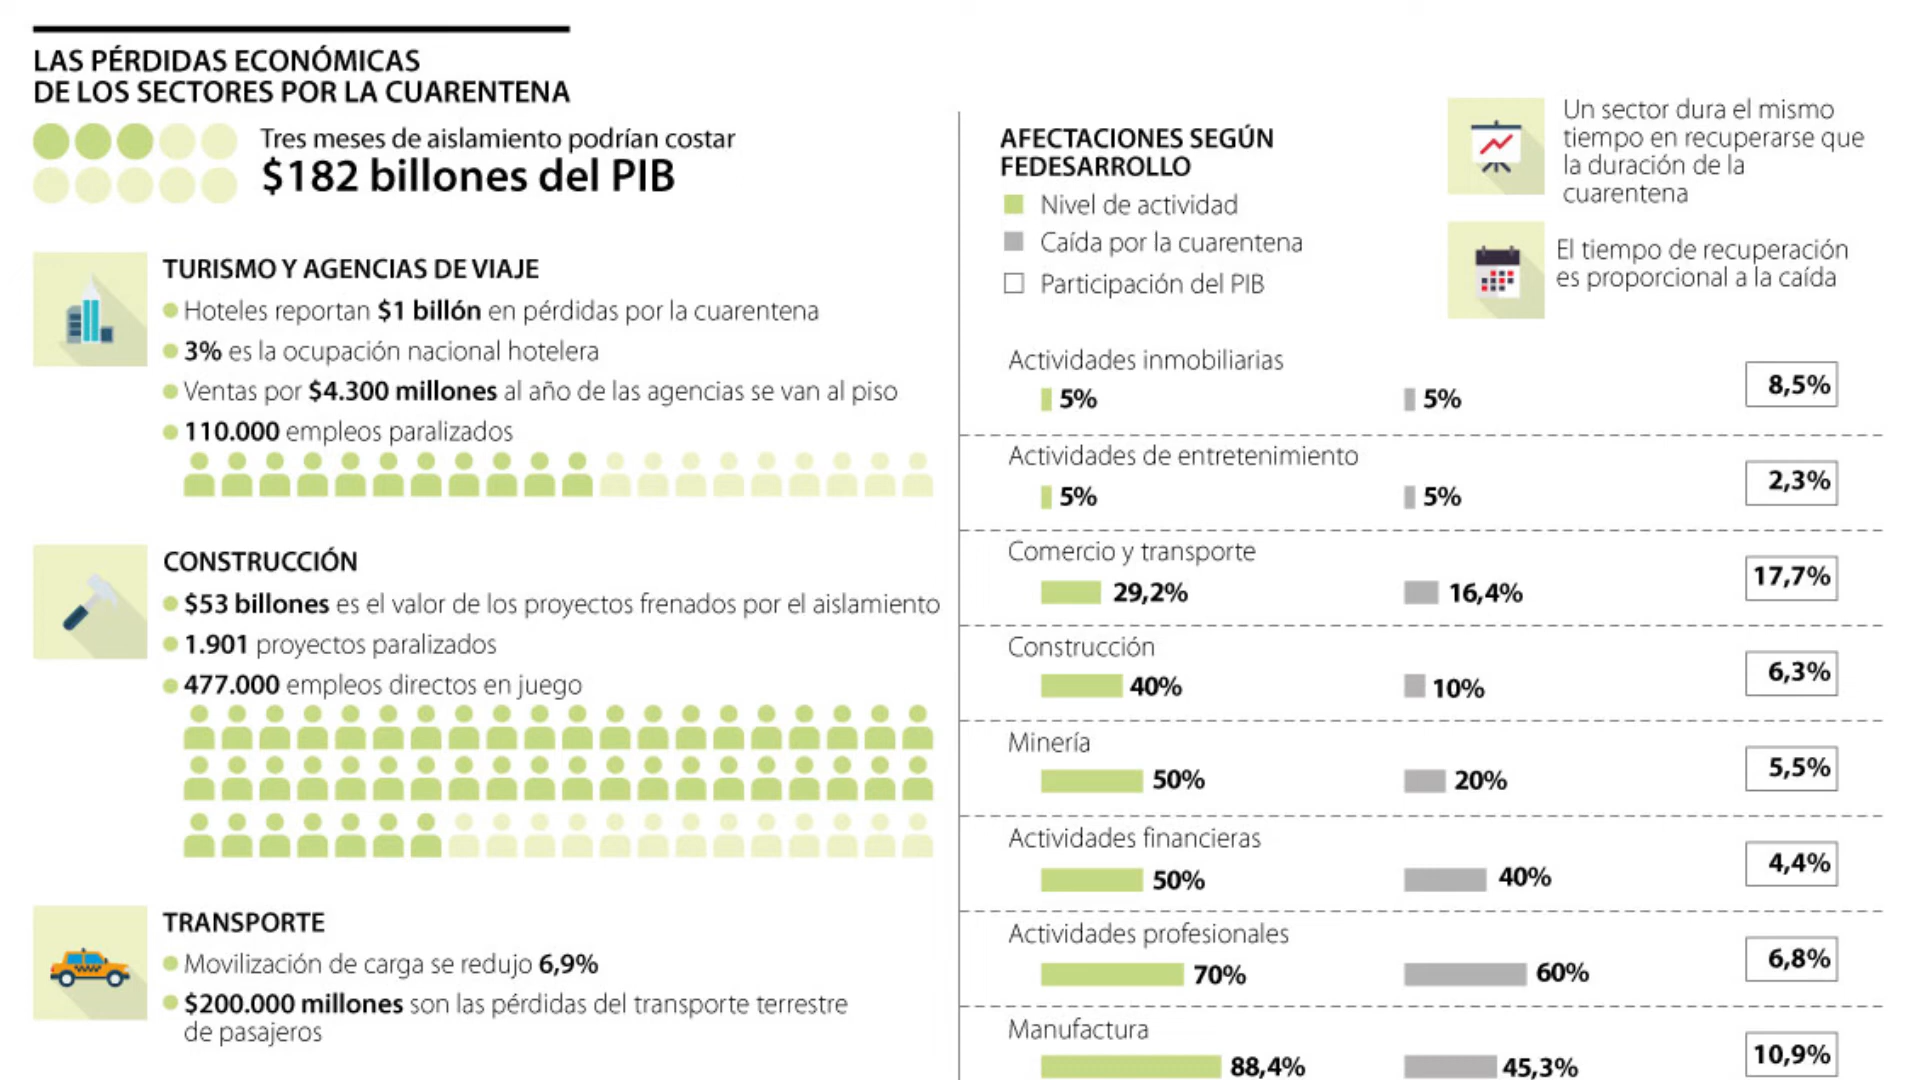 LAS PÉRDIDAS ECONÓMICAS
DE LOS SECTORES POR LA CUARENTENA
Tres meses de aislamiento podrían costar
$182 billones del PIB
TURISMO Y AGENCIAS DE VIAJE
Hoteles reportan $1 billón en pérdidas por la cuarentena
3% es la ocupación nacional hotelera
Ventas por $4.300 millones al año de las agencias se van al piso
110.000 empleos paralizados
CONSTRUCCIÓN
$53 billones es el valor de los proyectos frenados por el aislamiento
1.901 proyectos paralizados
477.000 empleos directos en juego
TRANSPORTE
Movilización de carga se redujo 6,9%
$200.000 millones son las pérdidas del transporte terrestre
de pasajeros
AFECTACIONES SEGÚN
FEDESARROLLO
Nivel de actividad
Caída por la cuarentena
Participación del PIB
Un sector dura el mismo
tiempo en recuperarse que
la duración de la
cuarentena
El tiempo de recuperación
es proporcional a la caída
Actividades inmobiliarias
5% 5% 8,5%
Actividades de entretenimiento
5% 5% 2,3%
Comercio y transporte
29,2% 16,4% 17,7%
Construcción
40% 10% 6,3%
Minería
50% 20% 5,5%
Actividades financieras
50% 40% 4,4%
Actividades profesionales
70% 60% 6,8%
Manufactura
88,4% 45,3% 10,9%